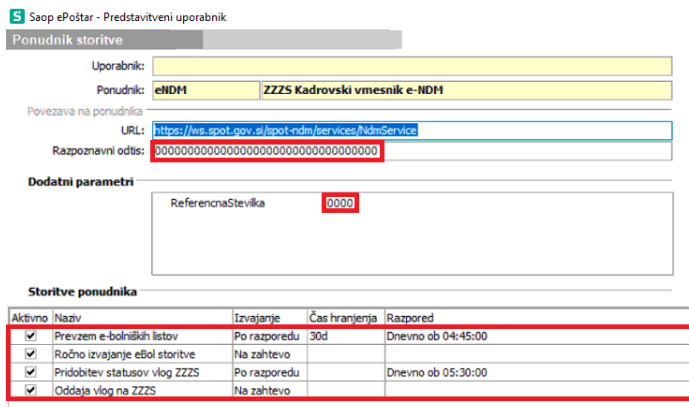 Saop ePoštar - Predstavitveni uporabnik
Ponudnik storitve
Uporabnik:
Ponudnik: eNDM ZZZS Kadrovski vmesnik e-NDM
Povezava na ponudnika
URL: https://ws.spot.gov.si/spot-ndm/services/NdmService
Razpoznavni odtis: 0000000000000000000000000000000000
Dodatni parametri
ReferencnaStevilka 0000
Storitve ponudnika
Aktivno Naziv Izvajanje Čas hranjenja Razpored
Prevzem e-bolniških listov Po razporedu 30d Dnevno ob 04:45:00
Ročno izvajanje eBol storitve Na zahtevo
Pridobitev statusov vlog ZZZS Po razporedu Dnevno ob 05:30:00
Oddaja vlog na ZZZS Na zahtevo